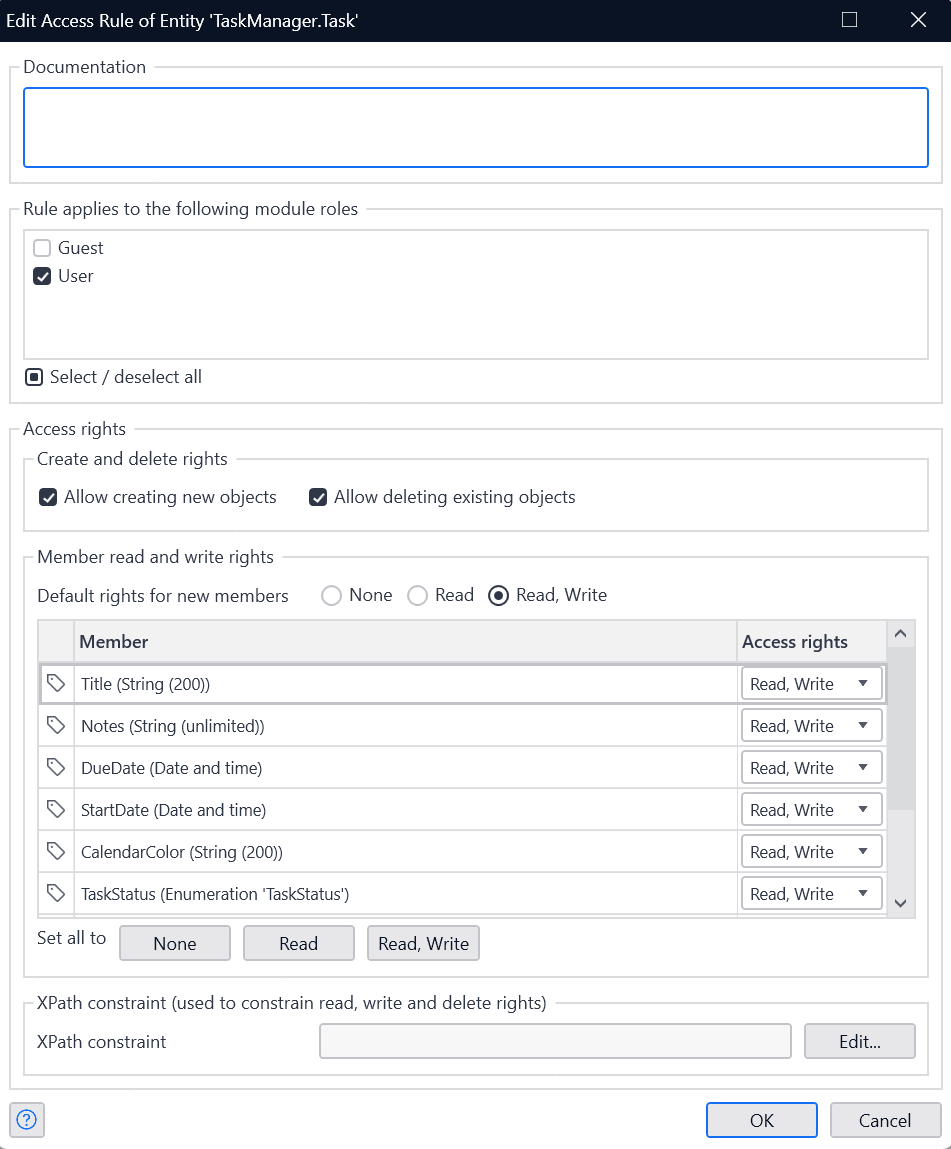 Edit Access Rule of Entity 'TaskManager.Task'
Documentation
Rule applies to the following module roles
Guest
User
Select / deselect all
Access rights
Create and delete rights
Allow creating new objects Allow deleting existing objects
Member read and write rights
Default rights for new members None Read Read, Write
Member Access rights
Title (String (200)) Read, Write
Notes (String (unlimited)) Read, Write
DueDate (Date and time) Read, Write
StartDate (Date and time) Read, Write
CalendarColor (String (200)) Read, Write
TaskStatus (Enumeration 'TaskStatus') Read, Write
Set all to None Read Read, Write
XPath constraint (used to constrain read, write and delete rights)
XPath constraint Edit...
? OK Cancel